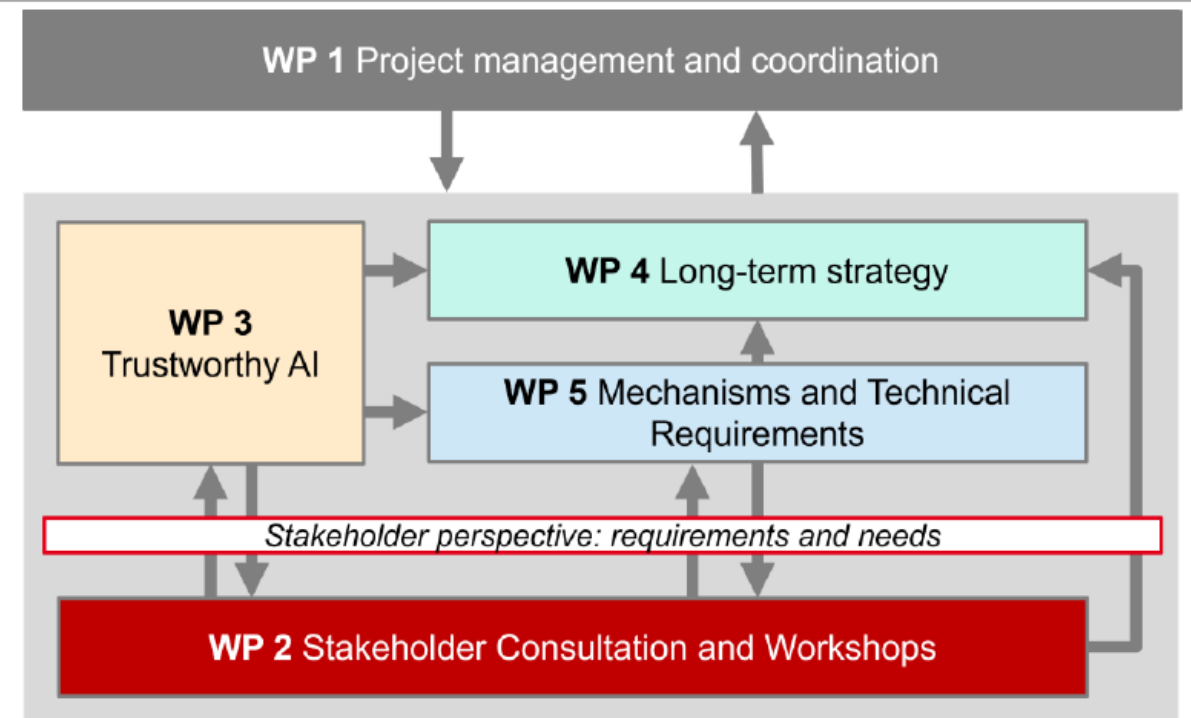 WP 1 Project management and coordination
WP 3
Trustworthy AI
WP 4 Long-term strategy
WP 5 Mechanisms and Technical
Requirements
Stakeholder perspective: requirements and needs
WP 2 Stakeholder Consultation and Workshops